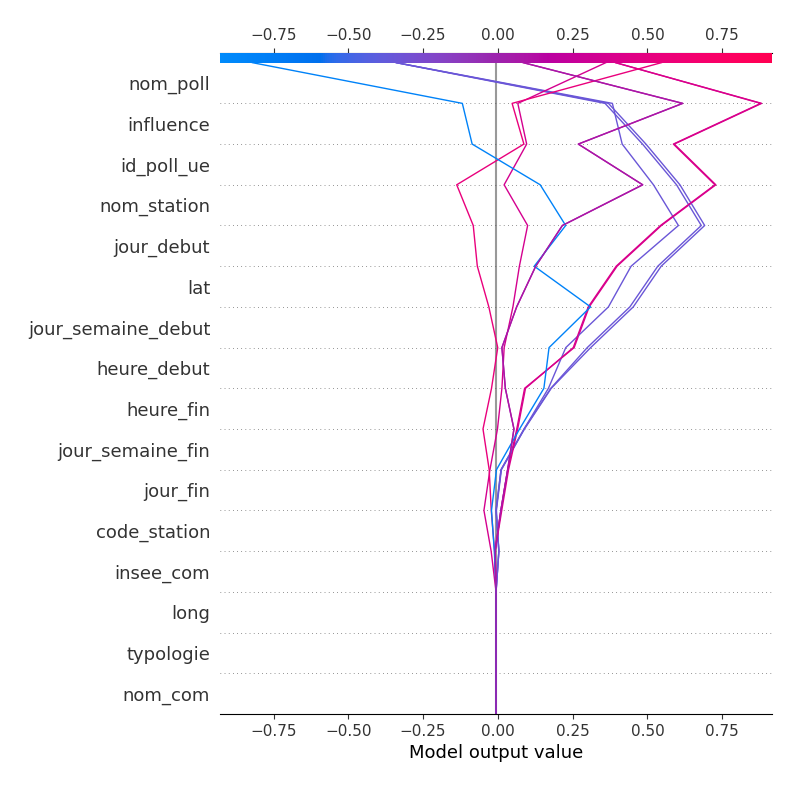 −0.75 −0.50 −0.25 0.00 0.25 0.50 0.75
nom_poll
influence
id_poll_ue
nom_station
jour_debut
lat
jour_semaine_debut
heure_debut
heure_fin
jour_semaine_fin
jour_fin
code_station
insee_com
long
typologie
nom_com
−0.75 −0.50 −0.25 0.00 0.25 0.50 0.75
Model output value